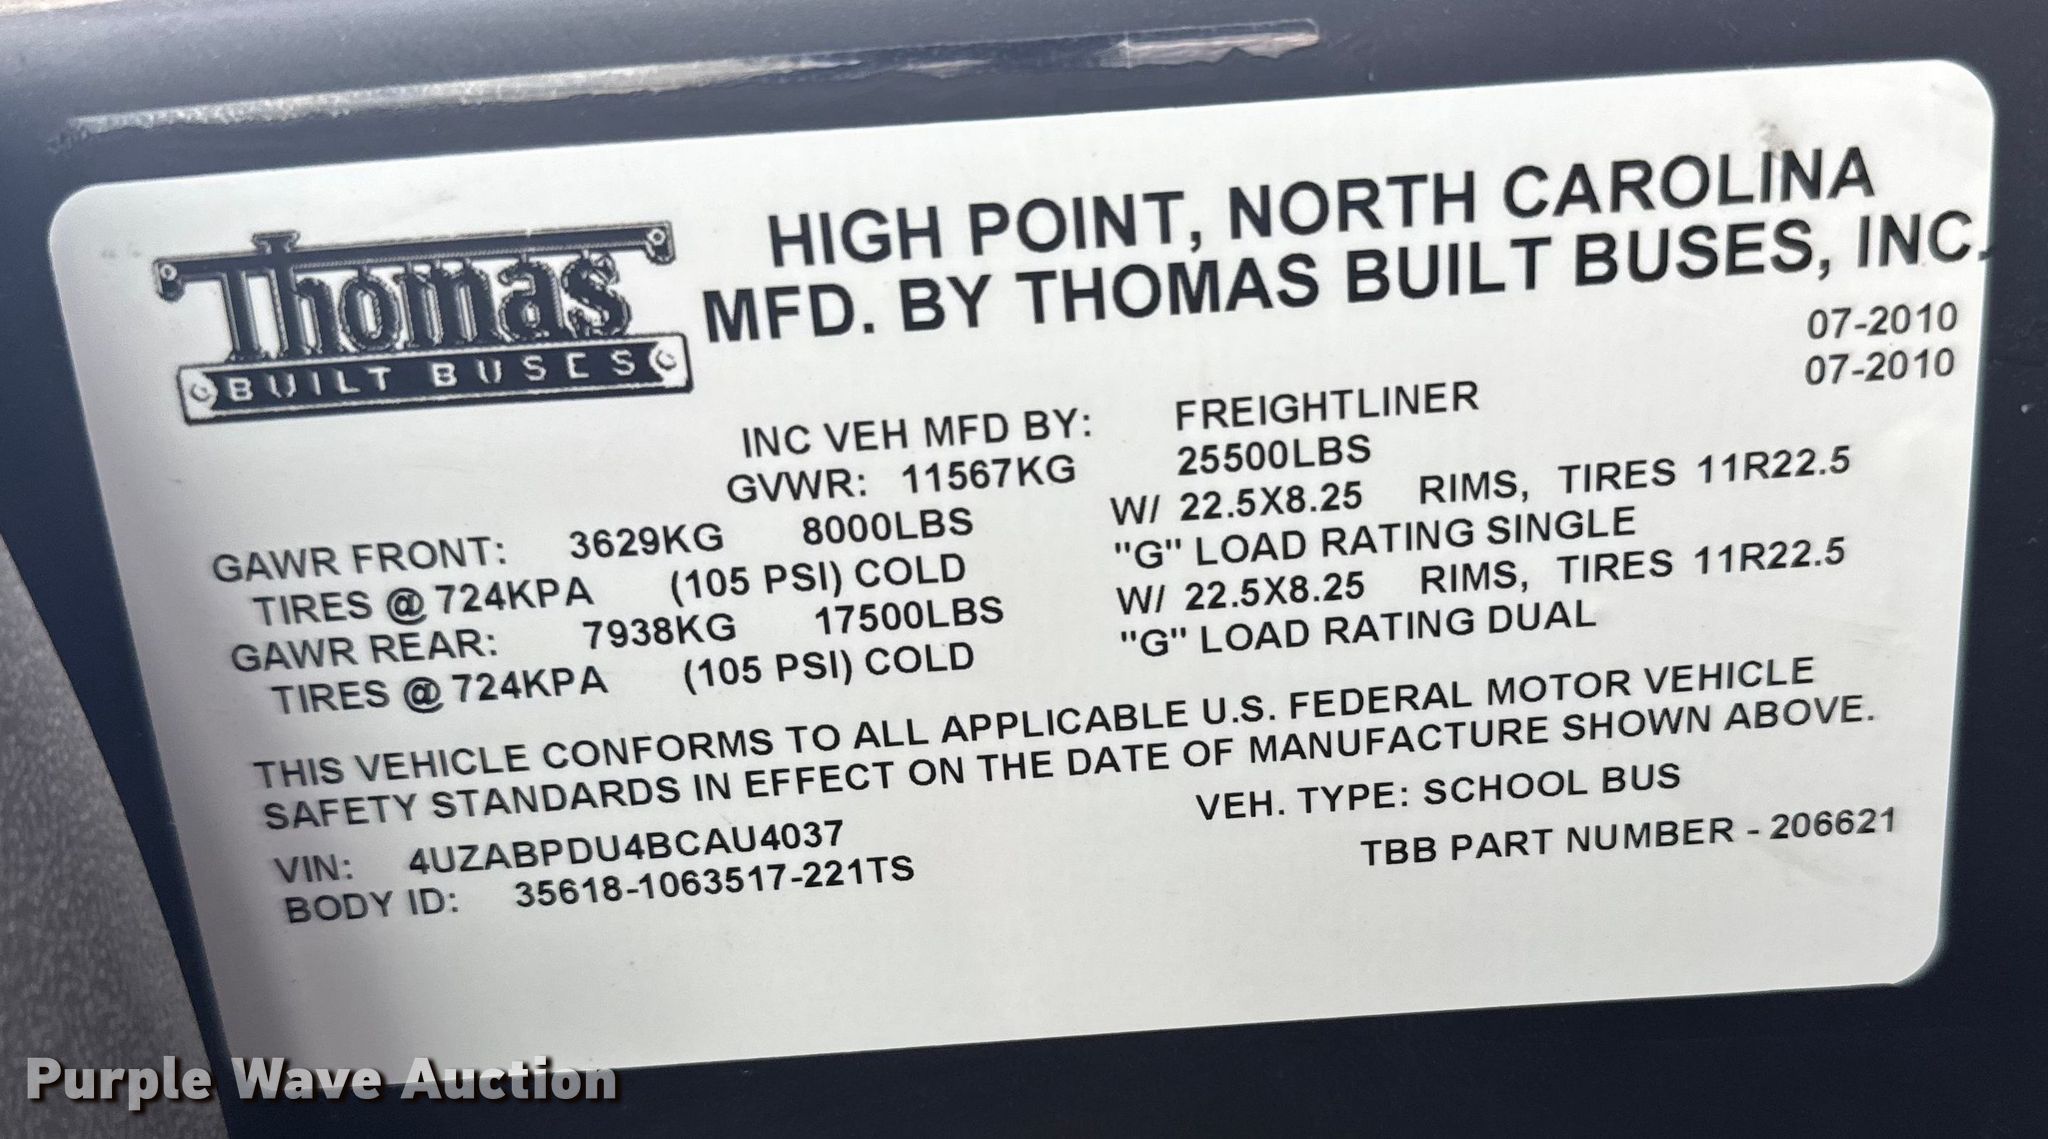 Thomas
BUILT BUSES
HIGH POINT, NORTH CAROLINA
MFD. BY THOMAS BUILT BUSES, INC.
07-2010
INC VEH MFD BY: FREIGHTLINER 07-2010
GVWR: 11567KG 25500LBS
GAWR FRONT: 3629KG 8000LBS W/ 22.5X8.25 RIMS, TIRES 11R22.5
TIRES @ 724KPA (105 PSI) COLD "G" LOAD RATING SINGLE
GAWR REAR: 7938KG 17500LBS W/ 22.5X8.25 RIMS, TIRES 11R22.5
TIRES @ 724KPA (105 PSI) COLD "G" LOAD RATING DUAL
THIS VEHICLE CONFORMS TO ALL APPLICABLE U.S. FEDERAL MOTOR VEHICLE
SAFETY STANDARDS IN EFFECT ON THE DATE OF MANUFACTURE SHOWN ABOVE.
VIN: 4UZABPDU4BCAU4037 VEH. TYPE: SCHOOL BUS
BODY ID: 35618-1063517-221TS TBB PART NUMBER - 206621
Purple Wave Auction